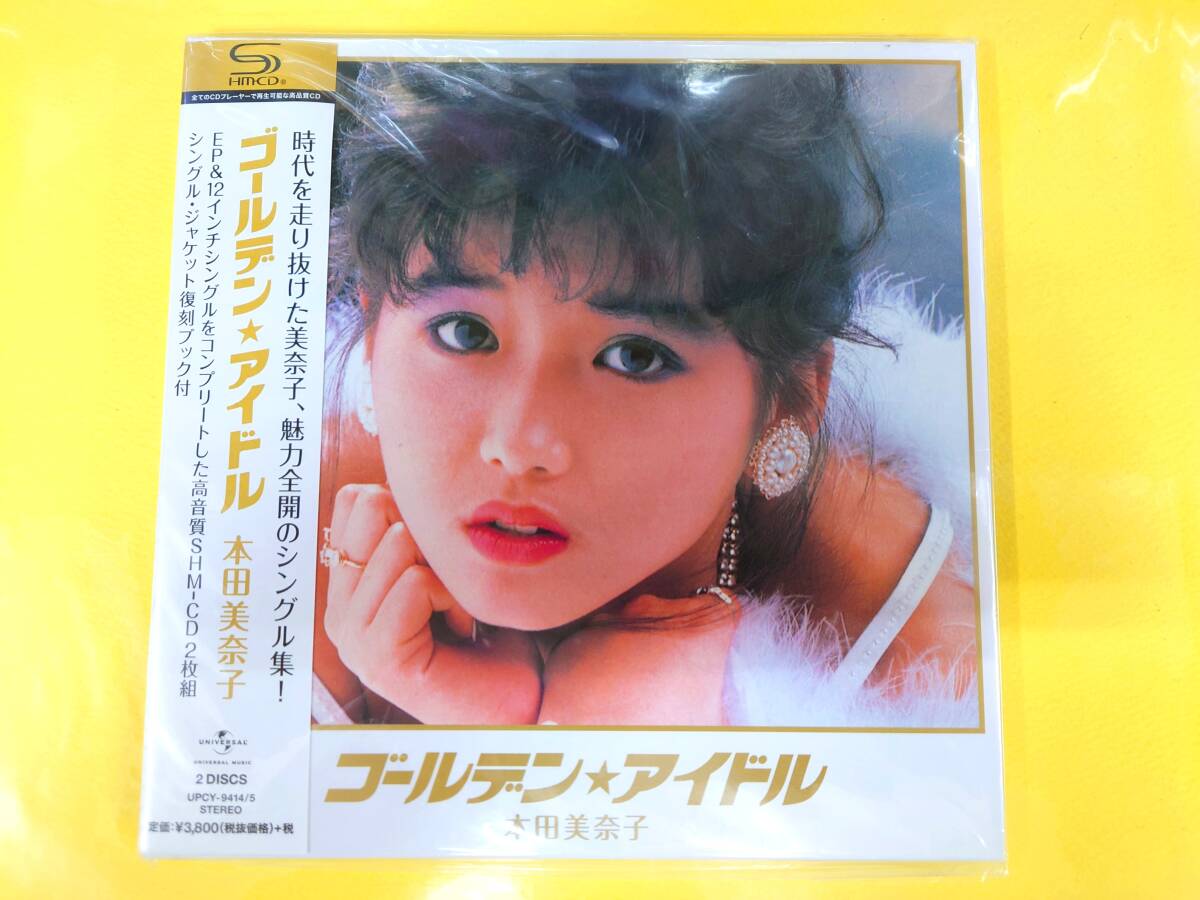 HM-CD®
全てのCDプレーヤーで再生可能な高品質CD
時代を走り抜けた美奈子、魅力全開のシングル集！
ゴールデン★アイドル 本田美奈子
EP&12インチシングルをコンプリートした高音質SHM-CD2枚組
シングル・ジャケット復刻ブック付
UNIVERSAL
UNIVERSAL MUSIC
2 DISCS
UPCY-9414/5
STEREO
定価:¥3,800(税抜価格)+税
ゴールデン★アイドル
本田美奈子